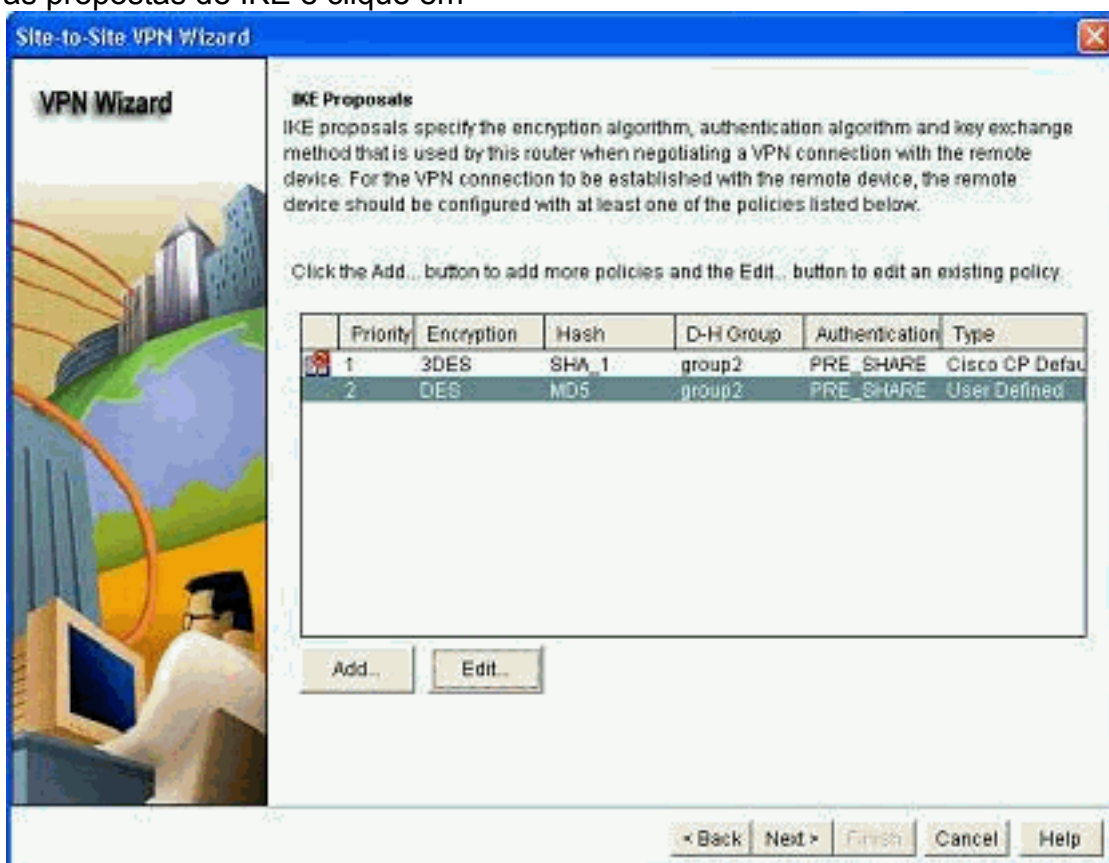 as propostas do IKE e clique em
Site-to-Site VPN Wizard
VPN Wizard
IKE Proposals
IKE proposals specify the encryption algorithm, authentication algorithm and key exchange
method that is used by this router when negotiating a VPN connection with the remote
device. For the VPN connection to be established with the remote device, the remote
device should be configured with at least one of the policies listed below.
Click the Add... button to add more policies and the Edit... button to edit an existing policy.
Priority Encryption Hash D-H Group Authentication Type
1 3DES SHA_1 group2 PRE_SHARE Cisco CP Defau
2 DES MD5 group2 PRE_SHARE User Defined
Add... Edit...
< Back Next > Finish Cancel Help